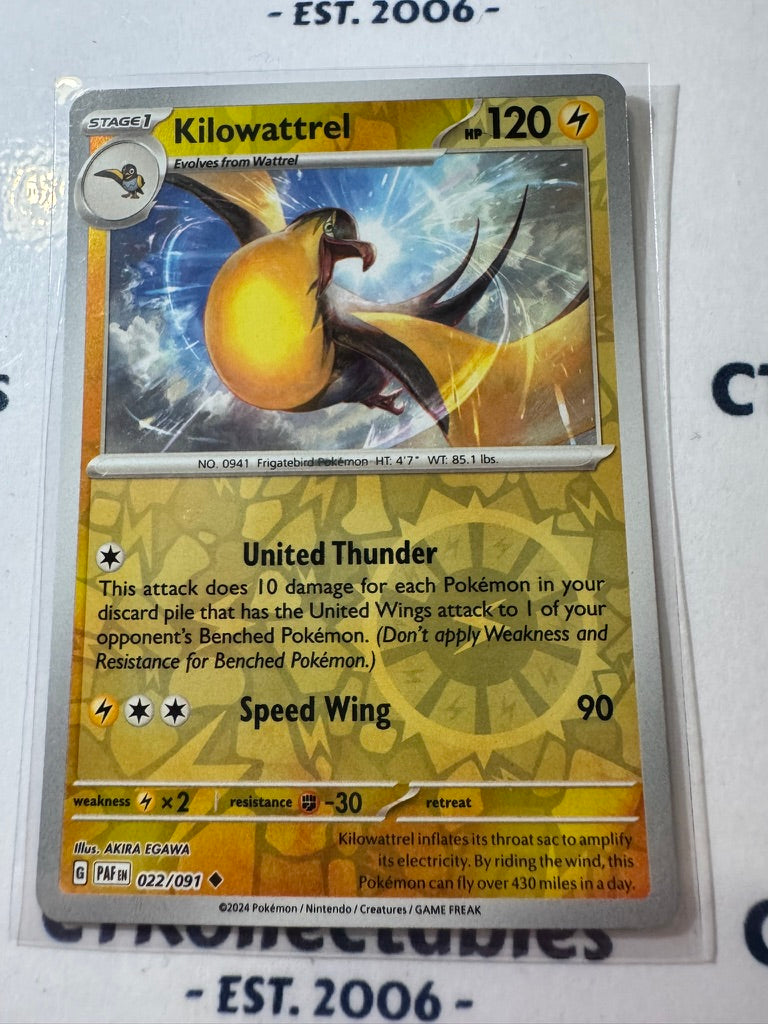 - EST. 2006 -
STAGE 1
Kilowattrel
HP 120
Evolves from Wattrel
NO. 0941 Frigatebird Pokémon HT: 4'7" WT: 85.1 lbs.
United Thunder
This attack does 10 damage for each Pokémon in your
discard pile that has the United Wings attack to 1 of your
opponent's Benched Pokémon. (Don't apply Weakness and
Resistance for Benched Pokémon.)
Speed Wing 90
weakness ×2 resistance -30 retreat
Illus. AKIRA EGAWA
G PAF EN 022/091
Kilowattrel inflates its throat sac to amplify
its electricity. By riding the wind, this
Pokémon can fly over 430 miles in a day.
©2024 Pokémon / Nintendo / Creatures / GAME FREAK
CTKollectables
- EST. 2006 -